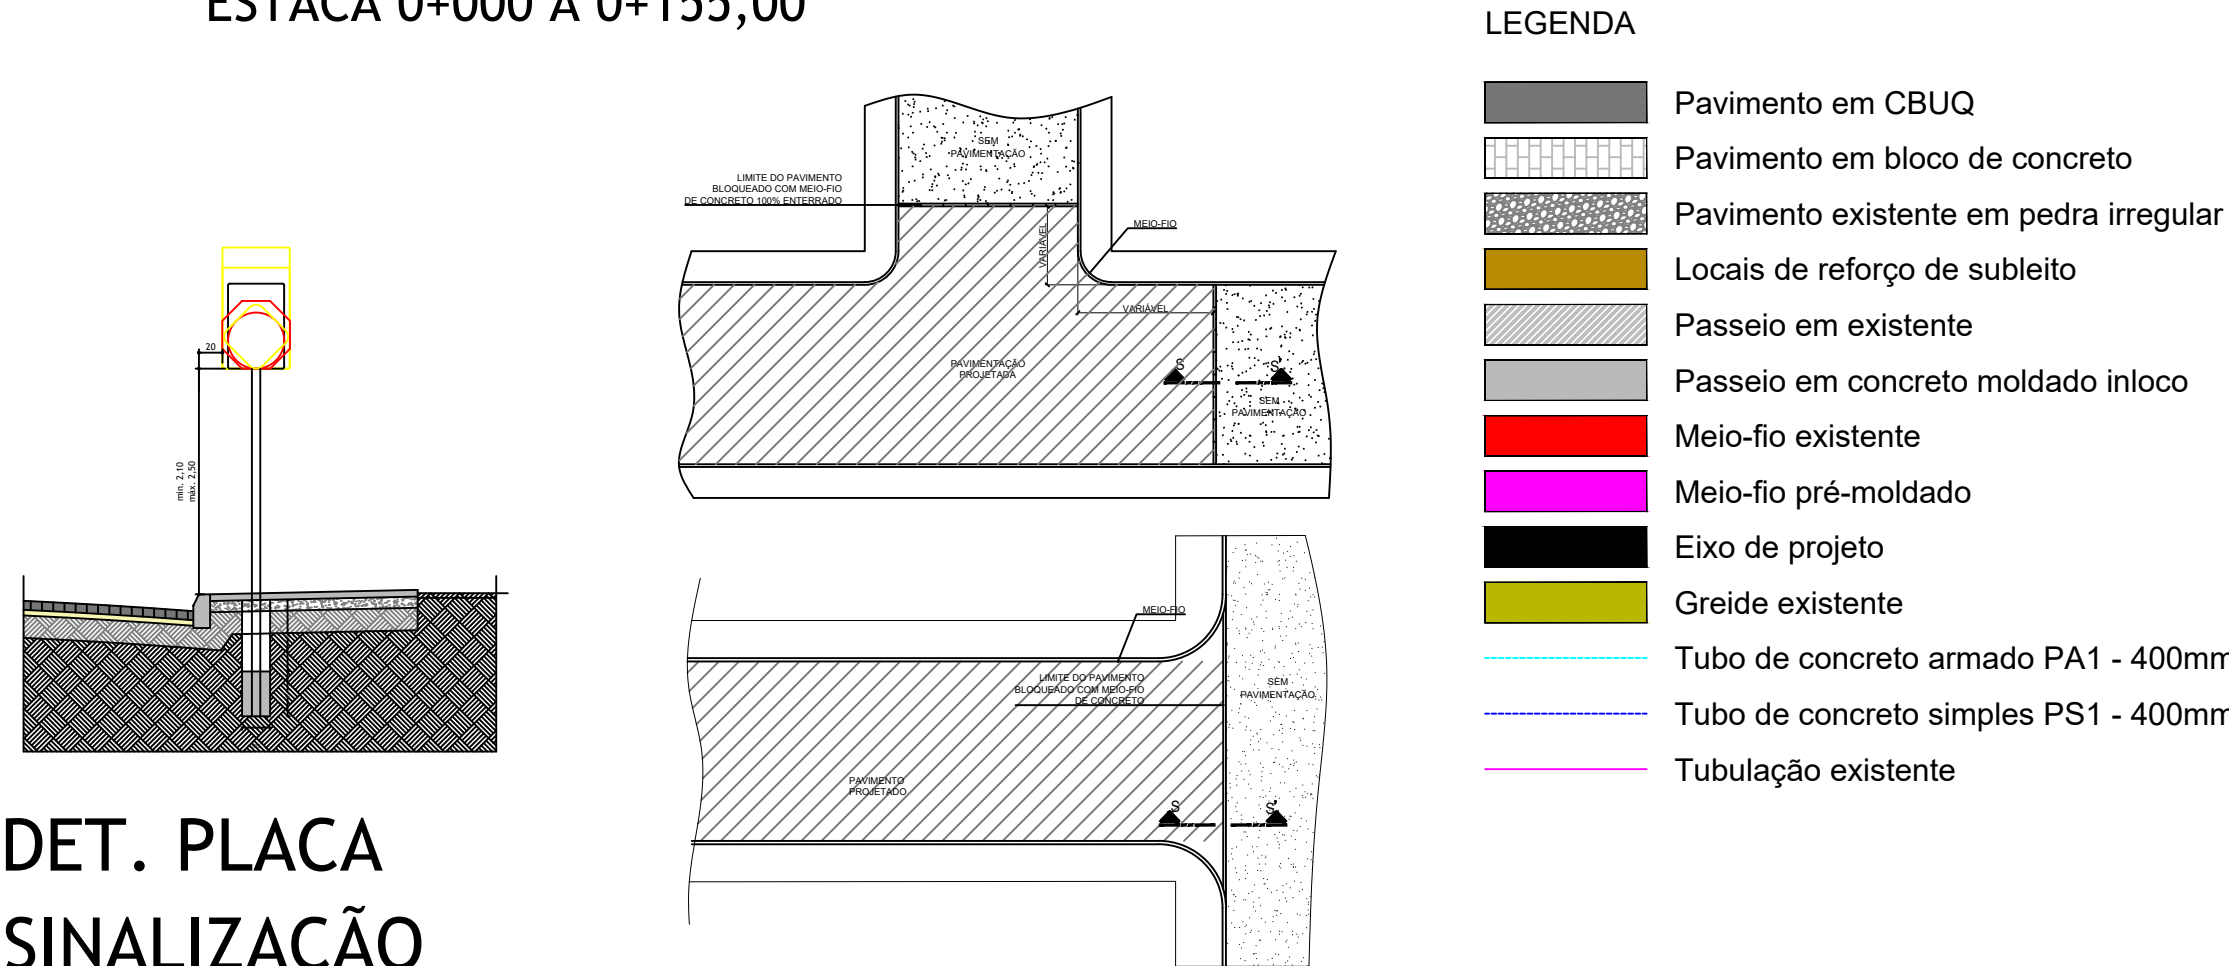 ESTACA 0+000 A 0+155,00
LEGENDA
Pavimento em CBUQ
Pavimento em bloco de concreto
Pavimento existente em pedra irregular
Locais de reforço de subleito
Passeio em existente
Passeio em concreto moldado inloco
Meio-fio existente
Meio-fio pré-moldado
Eixo de projeto
Greide existente
Tubo de concreto armado PA1 - 400mm
Tubo de concreto simples PS1 - 400mm
Tubulação existente
SEM
PAVIMENTAÇÃO
LIMITE DO PAVIMENTO
BLOQUEADO COM MEIO-FIO
DE CONCRETO 100% ENTERRADO
MEIO-FIO
VARIÁVEL
VARIÁVEL
PAVIMENTAÇÃO
PROJETADA
S
S'
SEM
PAVIMENTAÇÃO
20
min. 2,10
máx. 2,50
MEIO-FIO
LIMITE DO PAVIMENTO
BLOQUEADO COM MEIO-FIO
DE CONCRETO
SEM
PAVIMENTAÇÃO
PAVIMENTO
PROJETADO
S
S'
DET. PLACA
SINALIZAÇÃO